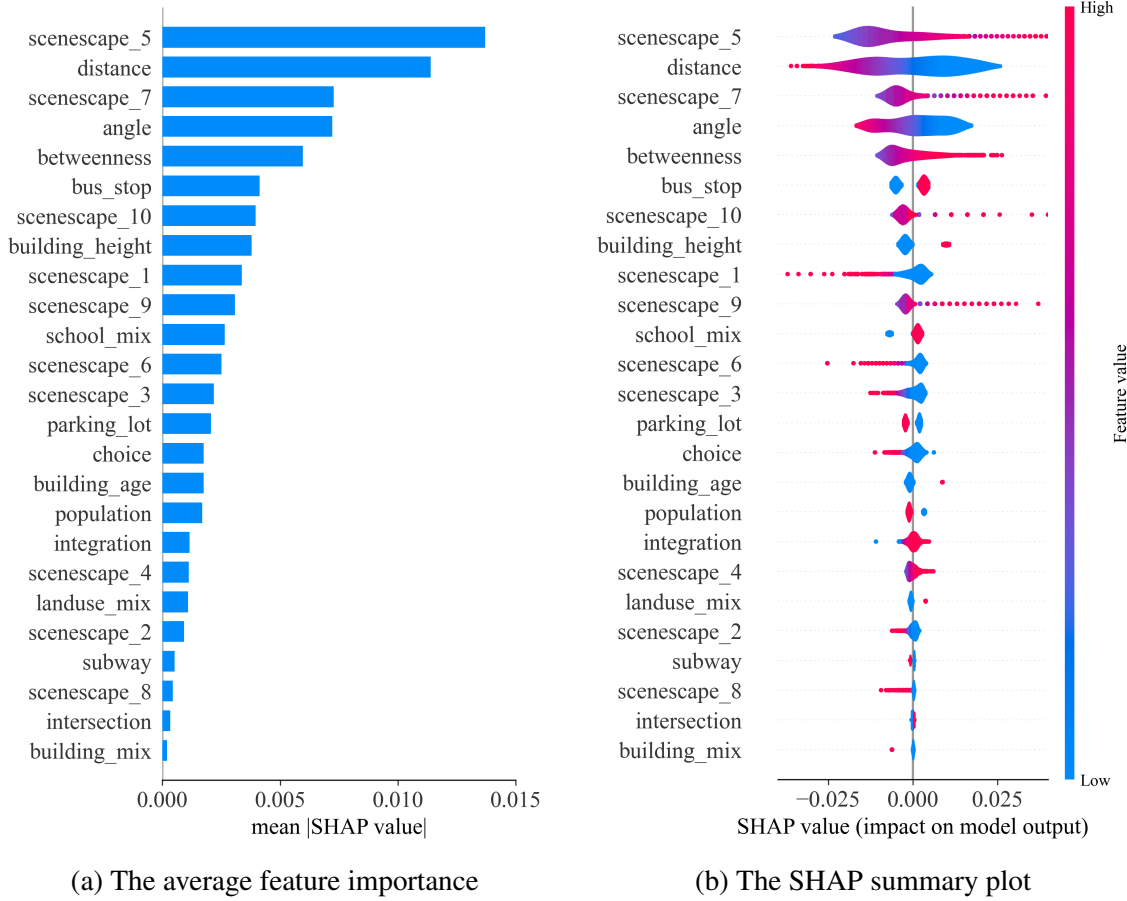 scenescape_5
distance
scenescape_7
angle
betweenness
bus_stop
scenescape_10
building_height
scenescape_1
scenescape_9
school_mix
scenescape_6
scenescape_3
parking_lot
choice
building_age
population
integration
scenescape_4
landuse_mix
scenescape_2
subway
scenescape_8
intersection
building_mix
0.000 0.005 0.010 0.015
mean |SHAP value|
(a) The average feature importance
scenescape_5
distance
scenescape_7
angle
betweenness
bus_stop
scenescape_10
building_height
scenescape_1
scenescape_9
school_mix
scenescape_6
scenescape_3
parking_lot
choice
building_age
population
integration
scenescape_4
landuse_mix
scenescape_2
subway
scenescape_8
intersection
building_mix
−0.025 0.000 0.025
SHAP value (impact on model output)
High
Feature value
Low
(b) The SHAP summary plot